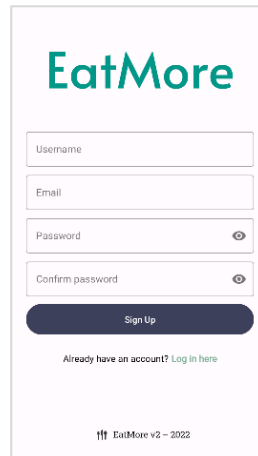 EatMore
Username
Email
Password
Confirm password
Sign Up
Already have an account? Log in here
EatMore v2 – 2022